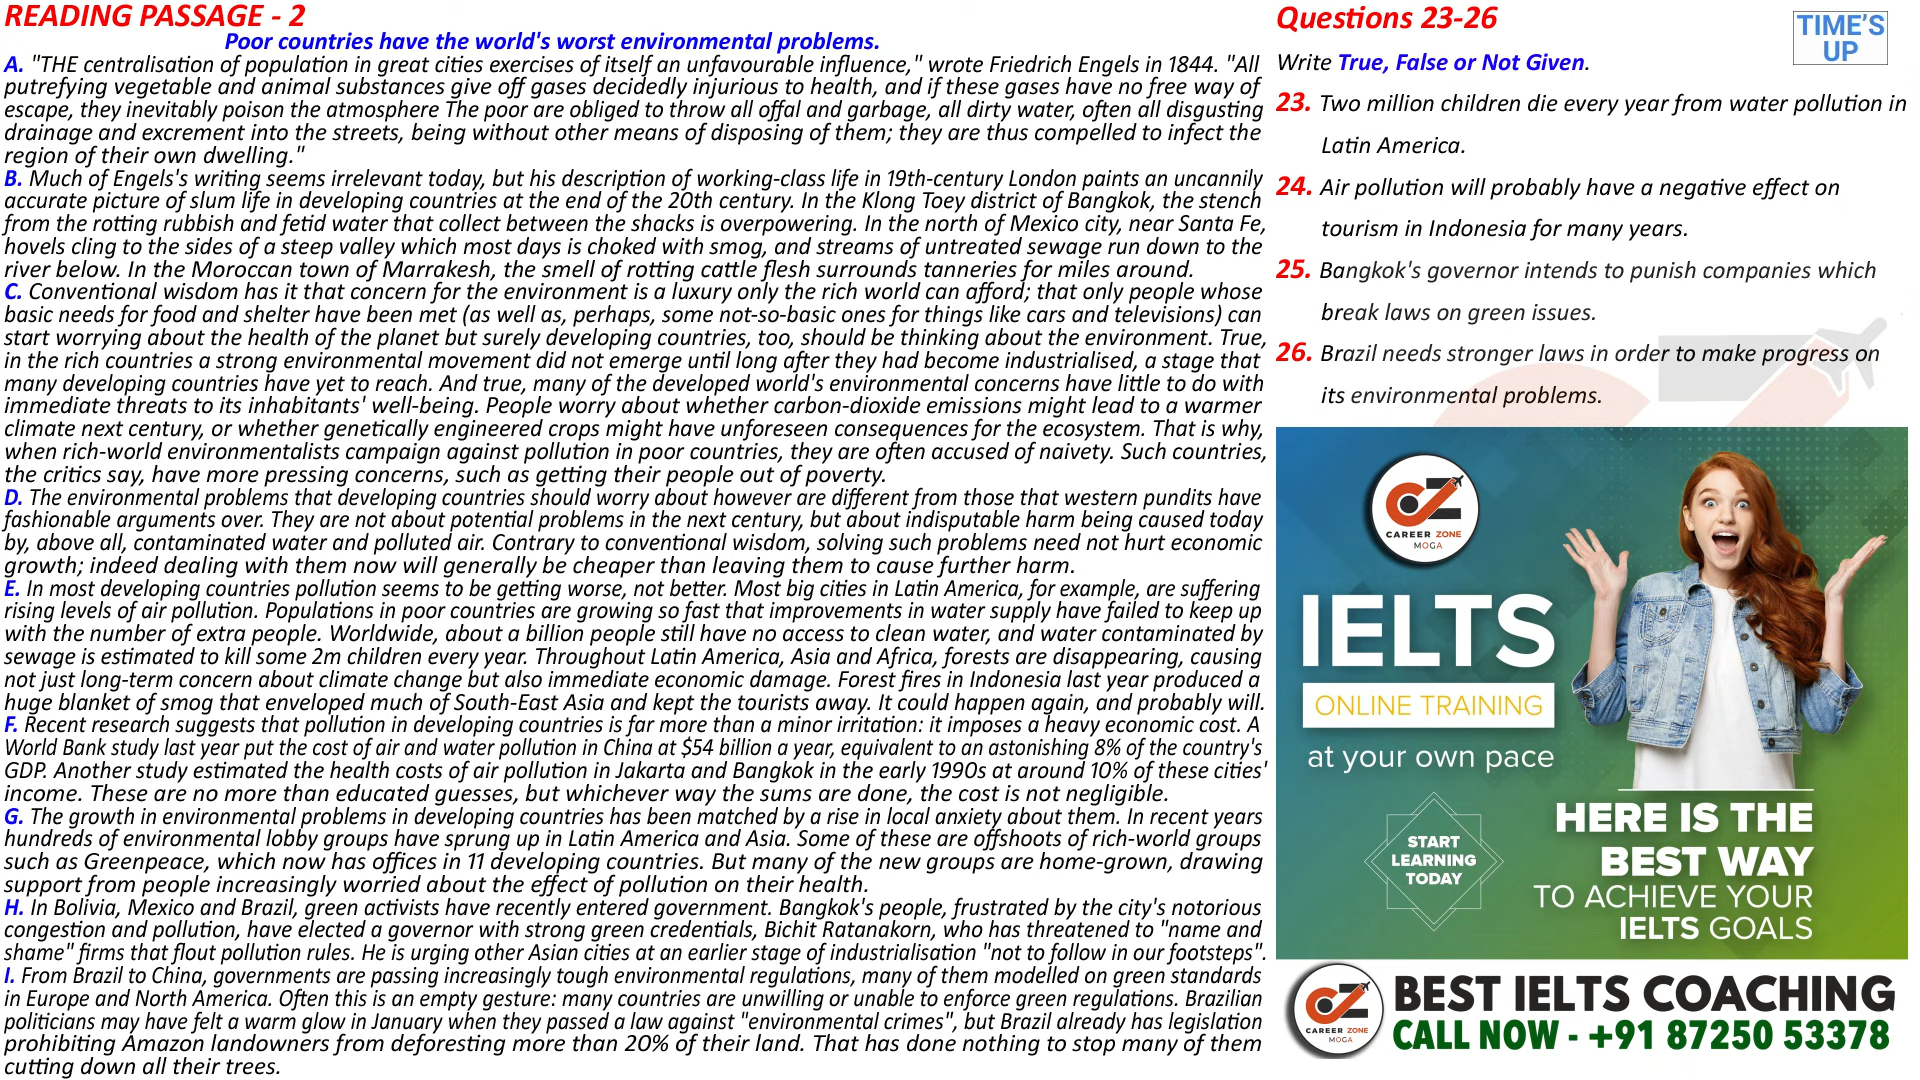 READING PASSAGE - 2
Poor countries have the world's worst environmental problems.
A. "THE centralisation of population in great cities exercises of itself an unfavourable influence," wrote Friedrich Engels in 1844. "All
putrefying vegetable and animal substances give off gases decidedly injurious to health, and if these gases have no free way of
escape, they inevitably poison the atmosphere The poor are obliged to throw all offal and garbage, all dirty water, often all disgusting
drainage and excrement into the streets, being without other means of disposing of them; they are thus compelled to infect the
region of their own dwelling."
B. Much of Engels's writing seems irrelevant today, but his description of working-class life in 19th-century London paints an uncannily
accurate picture of slum life in developing countries at the end of the 20th century. In the Klong Toey district of Bangkok, the stench
from the rotting rubbish and fetid water that collect between the shacks is overpowering. In the north of Mexico city, near Santa Fe,
hovels cling to the sides of a steep valley which most days is choked with smog, and streams of untreated sewage run down to the
river below. In the Moroccan town of Marrakesh, the smell of rotting cattle flesh surrounds tanneries for miles around.
C. Conventional wisdom has it that concern for the environment is a luxury only the rich world can afford; that only people whose
basic needs for food and shelter have been met (as well as, perhaps, some not-so-basic ones for things like cars and televisions) can
start worrying about the health of the planet but surely developing countries, too, should be thinking about the environment. True,
in the rich countries a strong environmental movement did not emerge until long after they had become industrialised, a stage that
many developing countries have yet to reach. And true, many of the developed world's environmental concerns have little to do with
immediate threats to its inhabitants' well-being. People worry about whether carbon-dioxide emissions might lead to a warmer
climate next century, or whether genetically engineered crops might have unforeseen consequences for the ecosystem. That is why,
when rich-world environmentalists campaign against pollution in poor countries, they are often accused of naivety. Such countries,
the critics say, have more pressing concerns, such as getting their people out of poverty.
D. The environmental problems that developing countries should worry about however are different from those that western pundits have
fashionable arguments over. They are not about potential problems in the next century, but about indisputable harm being caused today
by, above all, contaminated water and polluted air. Contrary to conventional wisdom, solving such problems need not hurt economic
growth; indeed dealing with them now will generally be cheaper than leaving them to cause further harm.
E. In most developing countries pollution seems to be getting worse, not better. Most big cities in Latin America, for example, are suffering
rising levels of air pollution. Populations in poor countries are growing so fast that improvements in water supply have failed to keep up
with the number of extra people. Worldwide, about a billion people still have no access to clean water, and water contaminated by
sewage is estimated to kill some 2m children every year. Throughout Latin America, Asia and Africa, forests are disappearing, causing
not just long-term concern about climate change but also immediate economic damage. Forest fires in Indonesia last year produced a
huge blanket of smog that enveloped much of South-East Asia and kept the tourists away. It could happen again, and probably will.
F. Recent research suggests that pollution in developing countries is far more than a minor irritation: it imposes a heavy economic cost. A
World Bank study last year put the cost of air and water pollution in China at $54 billion a year, equivalent to an astonishing 8% of the country's
GDP. Another study estimated the health costs of air pollution in Jakarta and Bangkok in the early 1990s at around 10% of these cities'
income. These are no more than educated guesses, but whichever way the sums are done, the cost is not negligible.
G. The growth in environmental problems in developing countries has been matched by a rise in local anxiety about them. In recent years
hundreds of environmental lobby groups have sprung up in Latin America and Asia. Some of these are offshoots of rich-world groups
such as Greenpeace, which now has offices in 11 developing countries. But many of the new groups are home-grown, drawing
support from people increasingly worried about the effect of pollution on their health.
H. In Bolivia, Mexico and Brazil, green activists have recently entered government. Bangkok's people, frustrated by the city's notorious
congestion and pollution, have elected a governor with strong green credentials, Bichit Ratanakorn, who has threatened to "name and
shame" firms that flout pollution rules. He is urging other Asian cities at an earlier stage of industrialisation "not to follow in our footsteps".
I. From Brazil to China, governments are passing increasingly tough environmental regulations, many of them modelled on green standards
in Europe and North America. Often this is an empty gesture: many countries are unwilling or unable to enforce green regulations. Brazilian
politicians may have felt a warm glow in January when they passed a law against "environmental crimes", but Brazil already has legislation
prohibiting Amazon landowners from deforesting more than 20% of their land. That has done nothing to stop many of them
cutting down all their trees.
Questions 23-26
TIME'S
UP
Write True, False or Not Given.
23. Two million children die every year from water pollution in
Latin America.
24. Air pollution will probably have a negative effect on
tourism in Indonesia for many years.
25. Bangkok's governor intends to punish companies which
break laws on green issues.
26. Brazil needs stronger laws in order to make progress on
its environmental problems.
CAREER ZONE
MOGA
IELTS
ONLINE TRAINING
at your own pace
START
LEARNING
TODAY
HERE IS THE
BEST WAY
TO ACHIEVE YOUR
IELTS GOALS
CAREER ZONE
MOGA
BEST IELTS COACHING
CALL NOW - +91 87250 53378